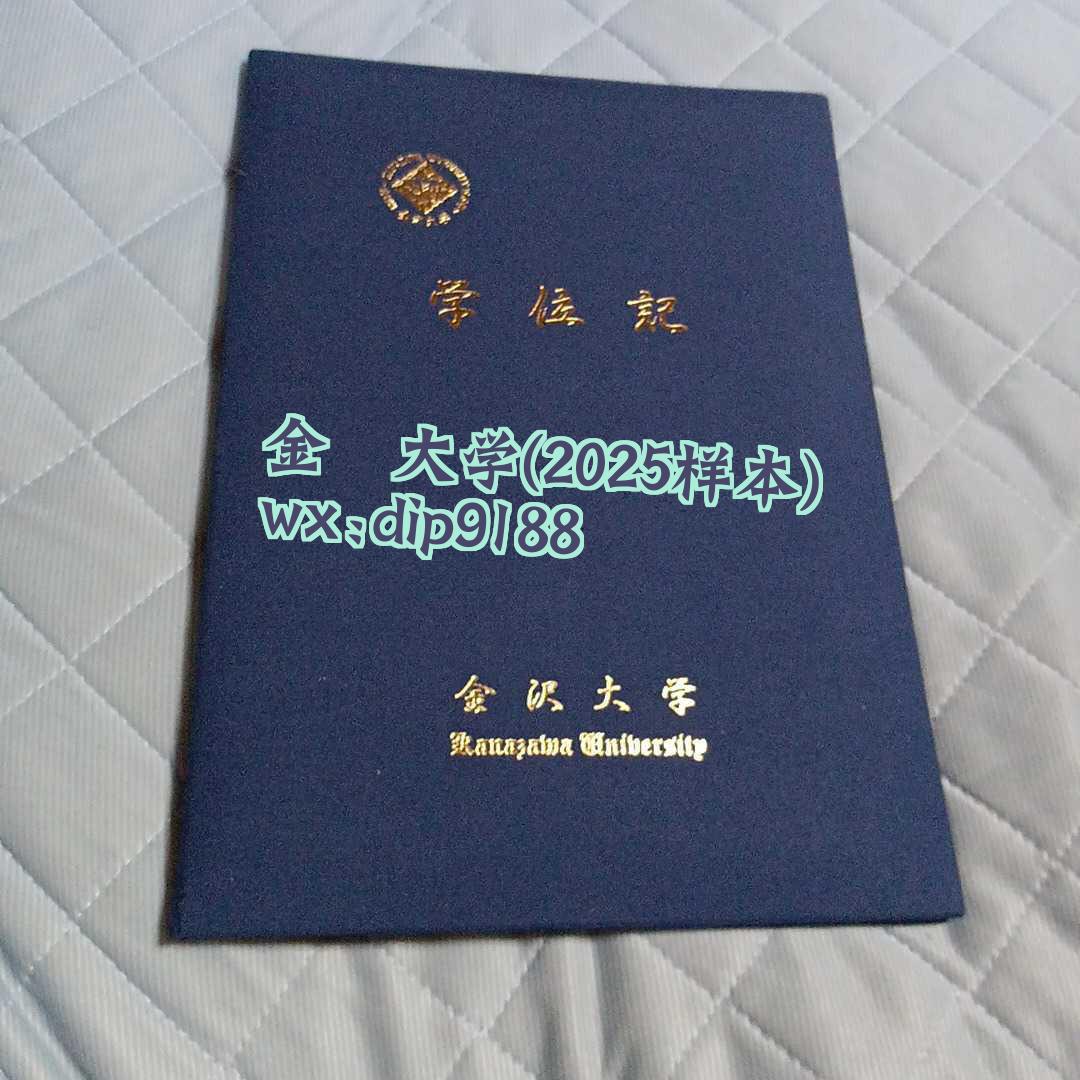 学位記
金 大学(2025样本)
wx:dip9188
金沢大学
Kanazawa University